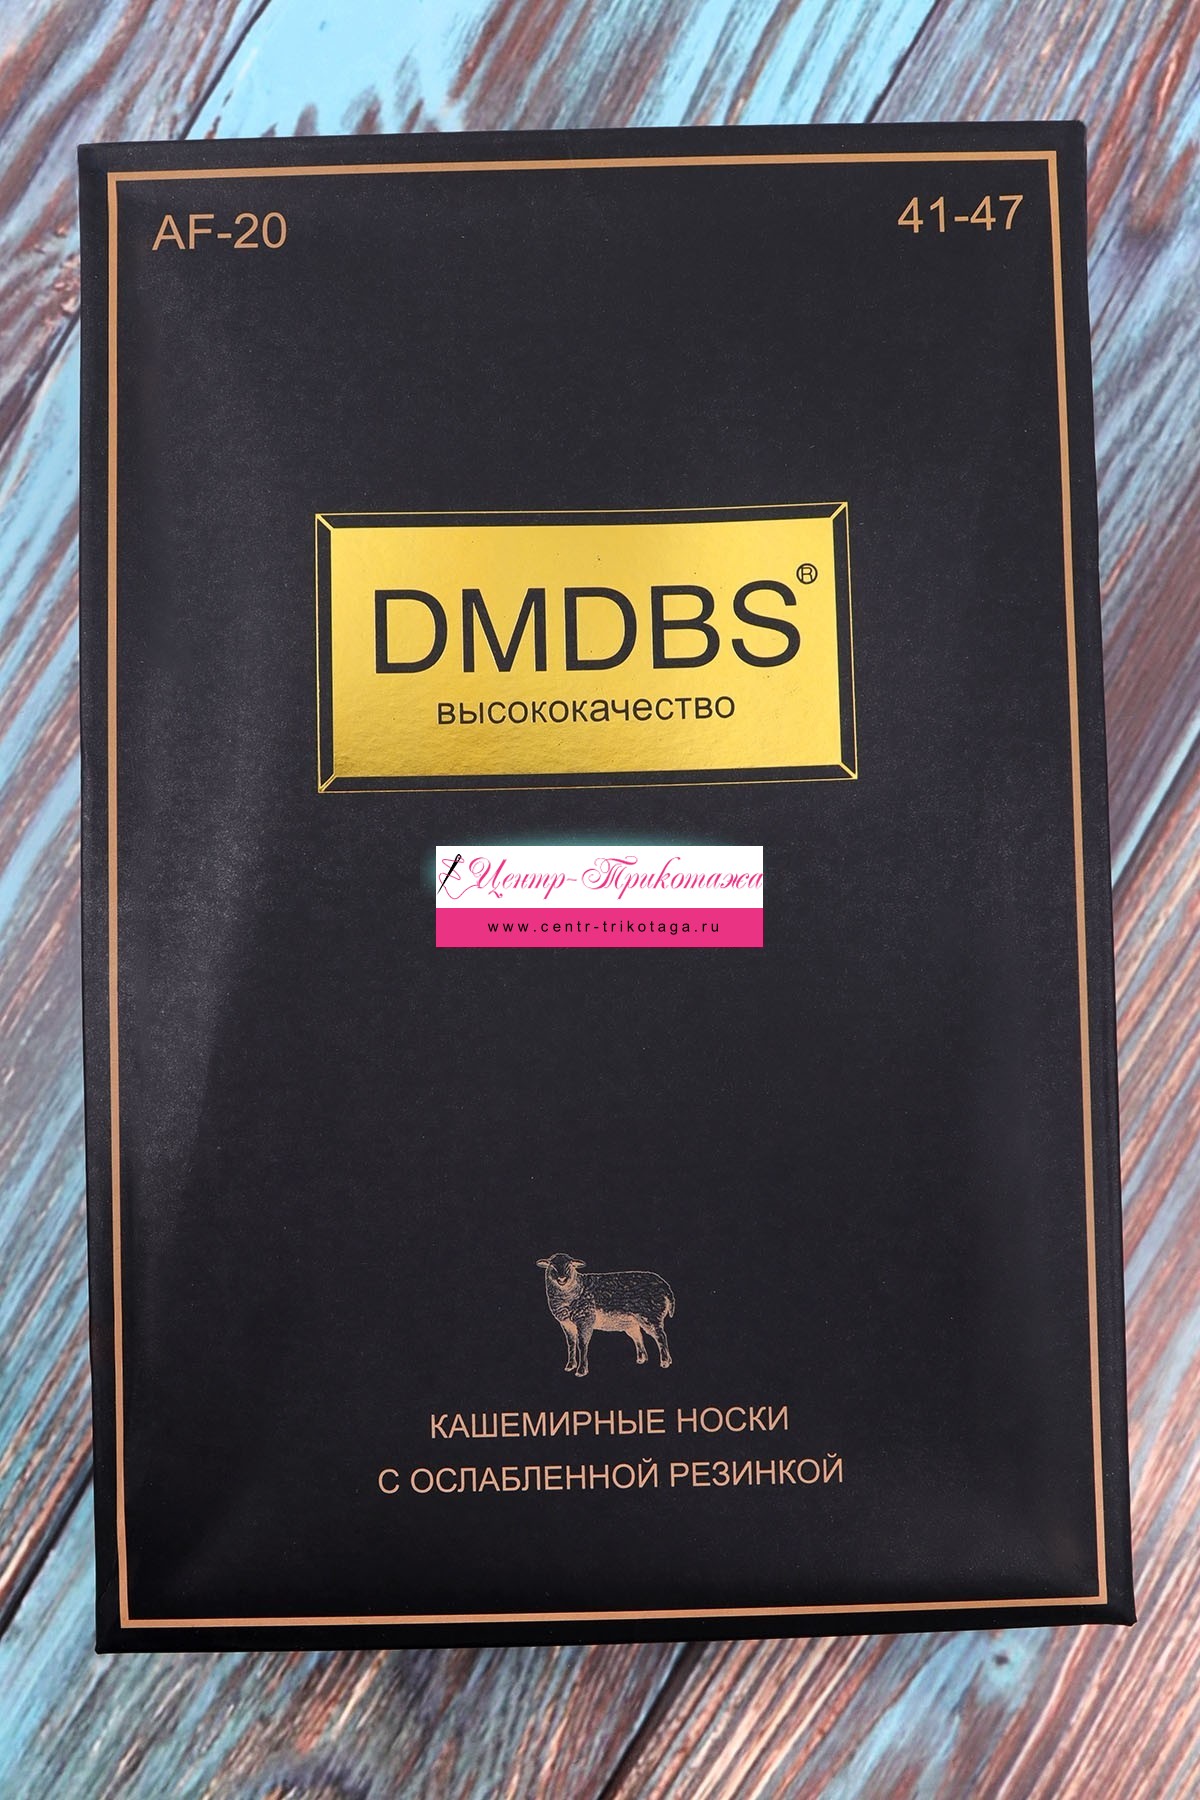 AF-20
41-47
DMDBS®
высококачество
Центр-Трикотажа
www.centr-trikotaga.ru
КАШЕМИРНЫЕ НОСКИ
С ОСЛАБЛЕННОЙ РЕЗИНКОЙ